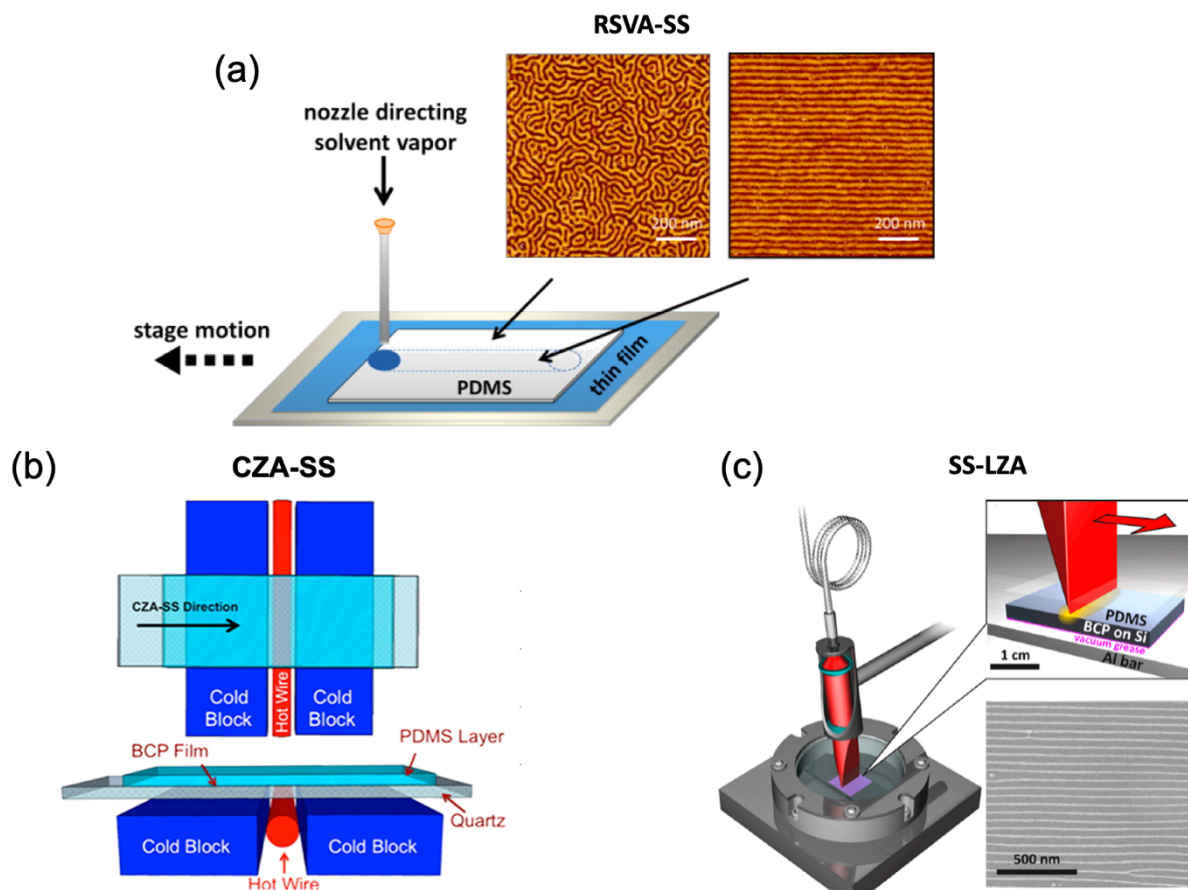 RSVA-SS
(a)
nozzle directing
solvent vapor
200 nm
200 nm
stage motion
PDMS
thin film
(b)
CZA-SS
CZA-SS Direction
Cold
Block
Hot Wire
Cold
Block
BCP Film
PDMS Layer
Quartz
Cold Block
Cold Block
Hot Wire
(c)
SS-LZA
PDMS
BCP on Si
vacuum grease
1 cm
Al bar
500 nm